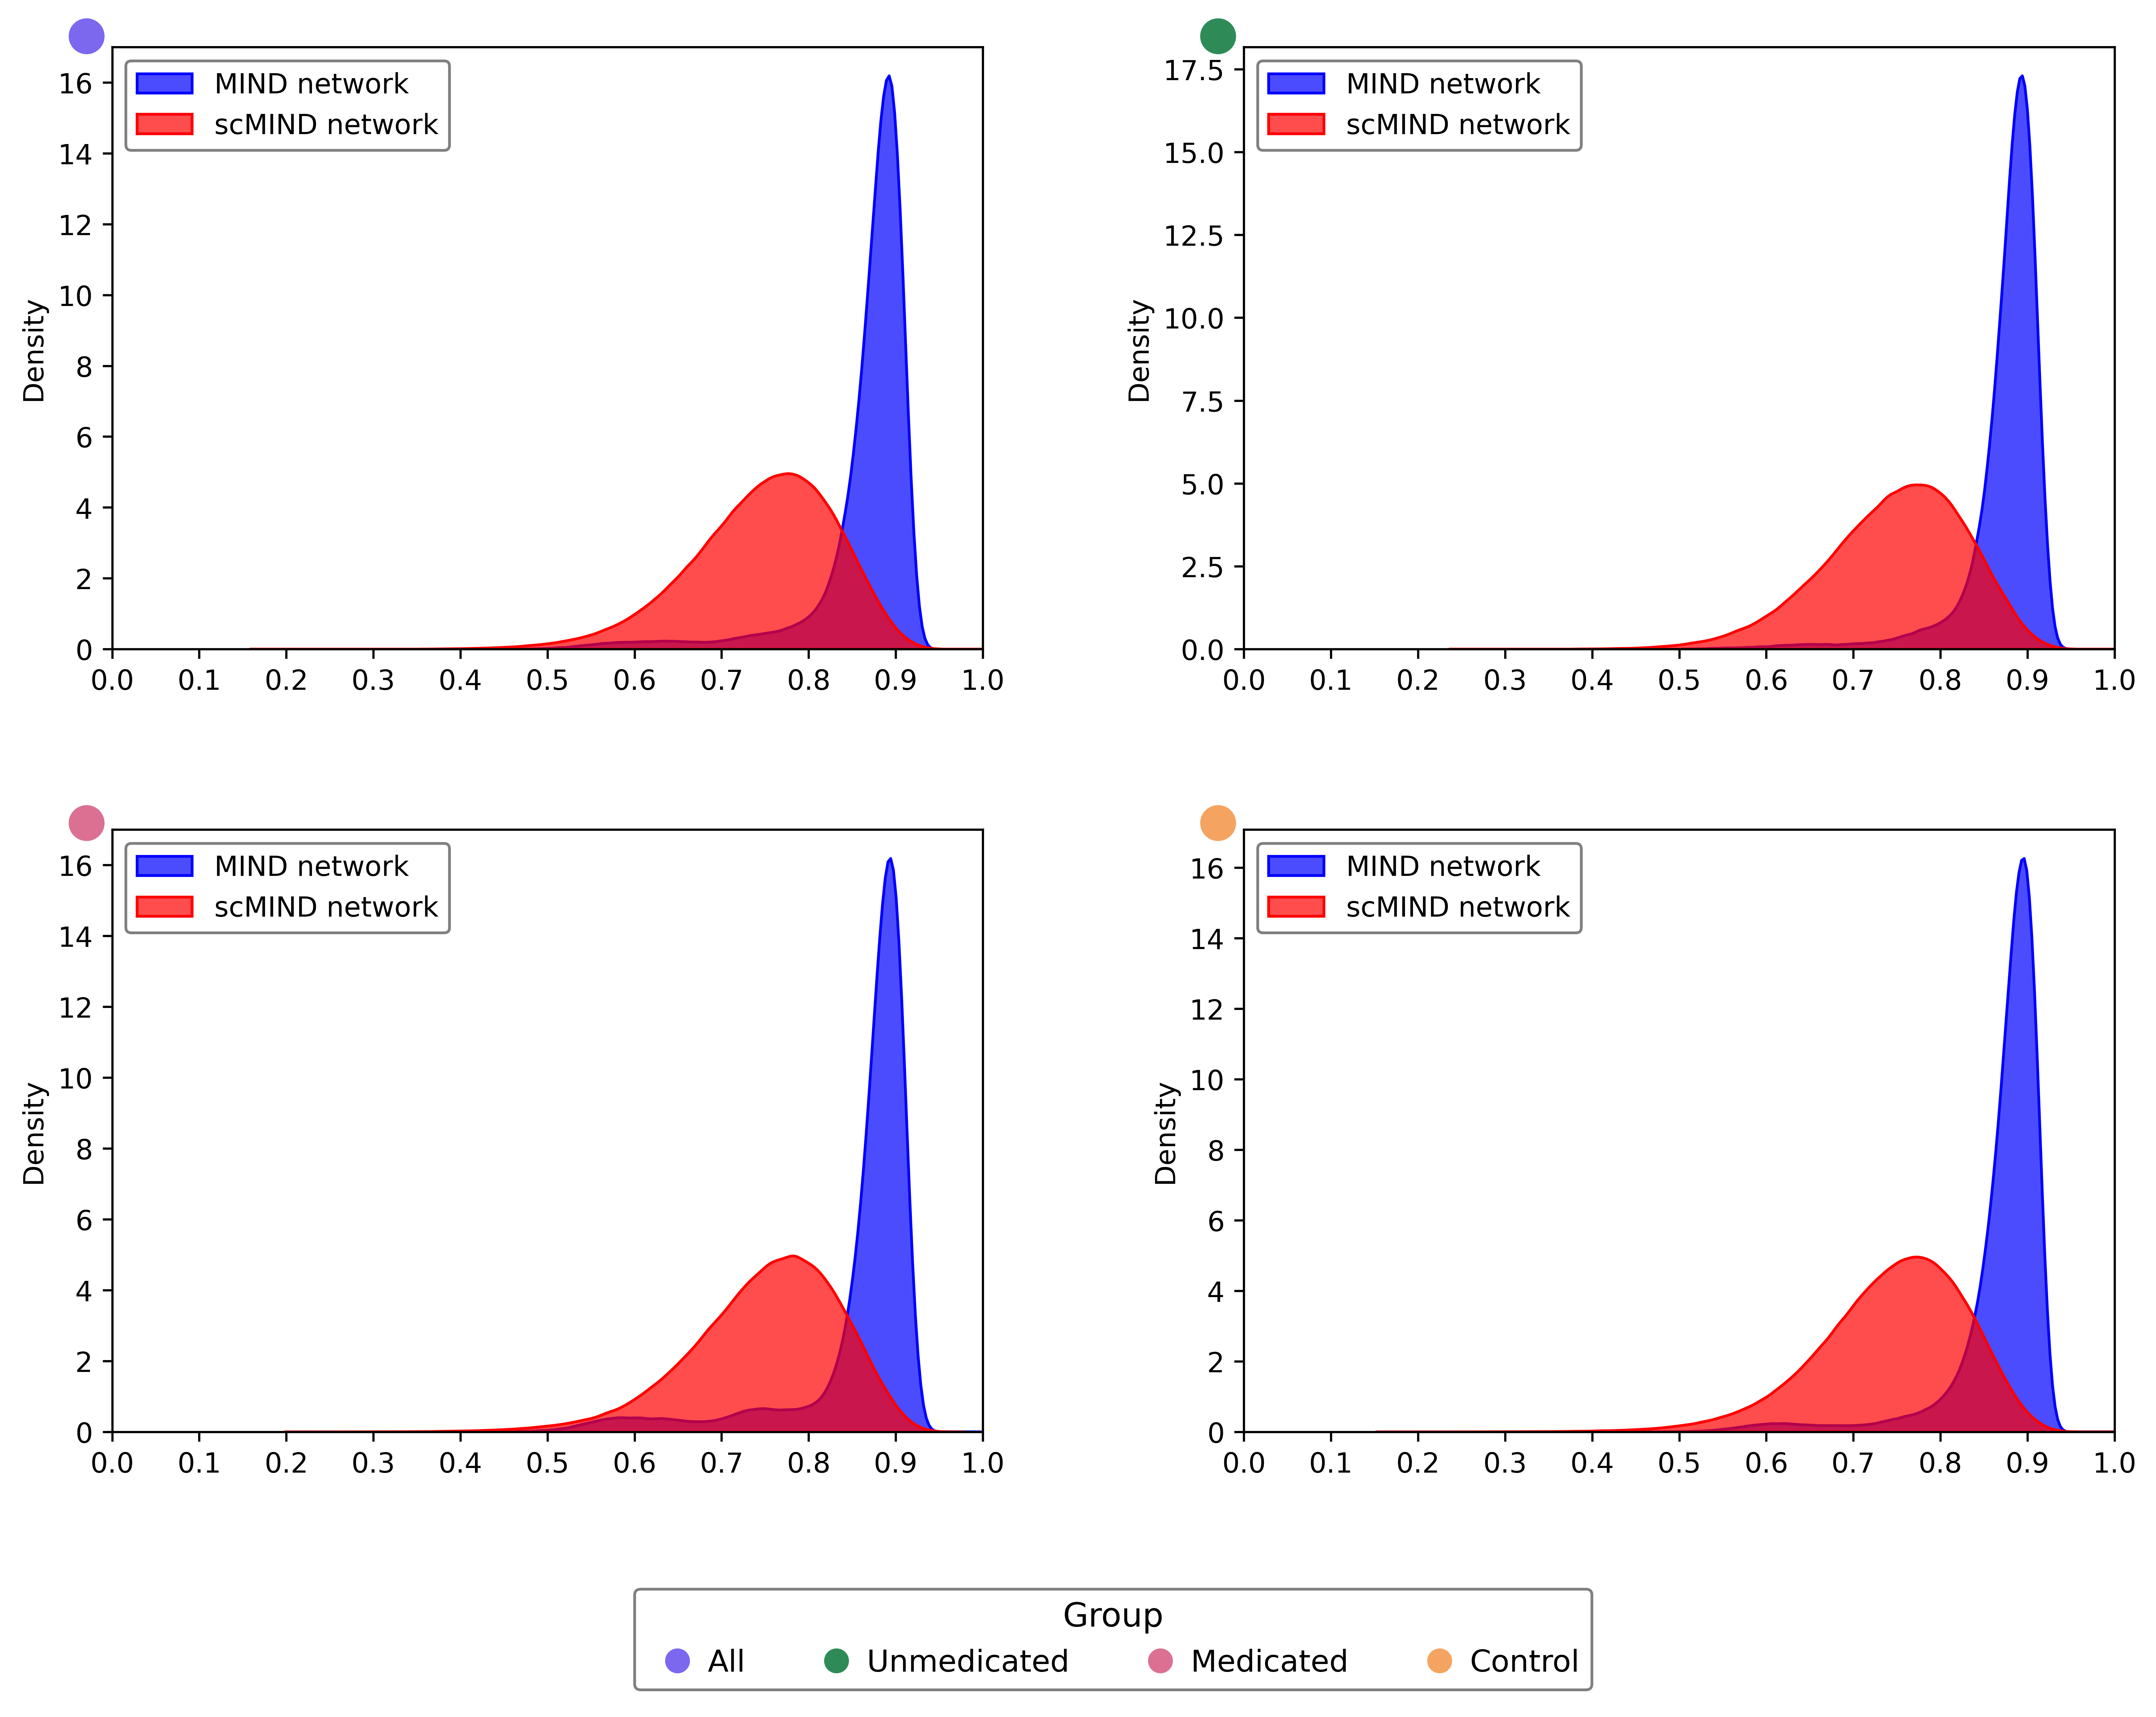 MIND network
scMIND network
Density
16
14
12
10
8
6
4
2
0
0.0 0.1 0.2 0.3 0.4 0.5 0.6 0.7 0.8 0.9 1.0
MIND network
scMIND network
Density
17.5
15.0
12.5
10.0
7.5
5.0
2.5
0.0
0.0 0.1 0.2 0.3 0.4 0.5 0.6 0.7 0.8 0.9 1.0
MIND network
scMIND network
Density
16
14
12
10
8
6
4
2
0
0.0 0.1 0.2 0.3 0.4 0.5 0.6 0.7 0.8 0.9 1.0
MIND network
scMIND network
Density
16
14
12
10
8
6
4
2
0
0.0 0.1 0.2 0.3 0.4 0.5 0.6 0.7 0.8 0.9 1.0
Group
All Unmedicated Medicated Control